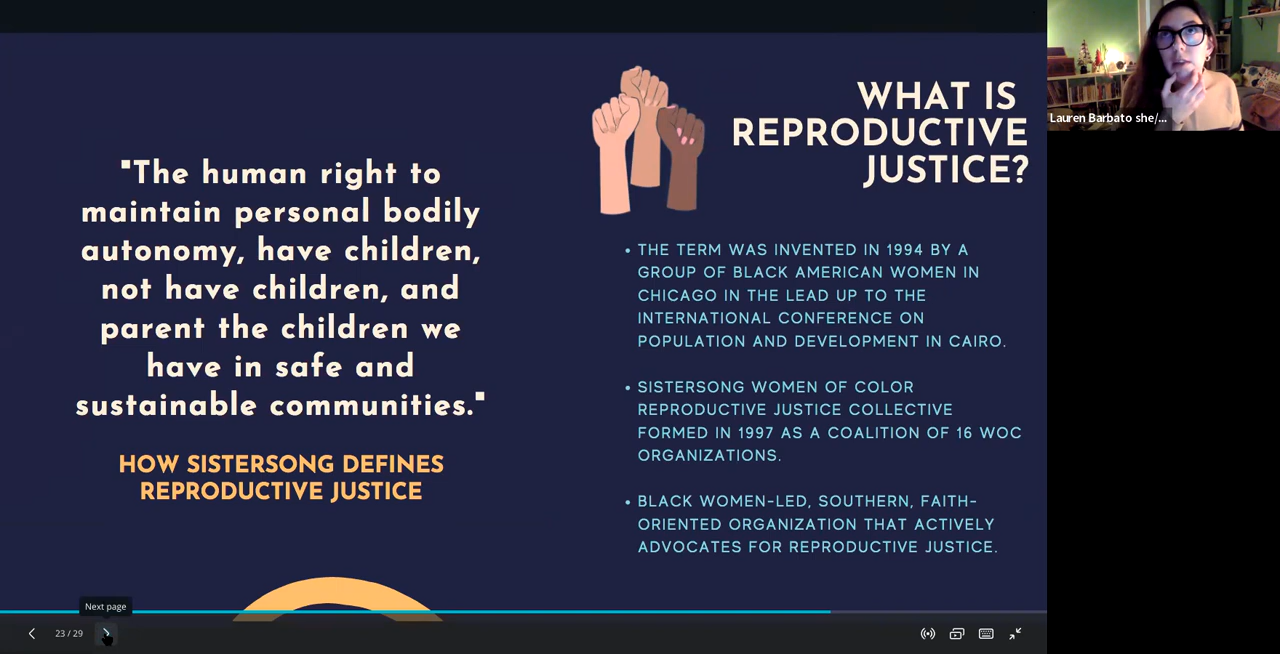 "The human right to
maintain personal bodily
autonomy, have children,
not have children, and
parent the children we
have in safe and
sustainable communities."
HOW SISTERSONG DEFINES
REPRODUCTIVE JUSTICE
WHAT IS
REPRODUCTIVE
JUSTICE?
• THE TERM WAS INVENTED IN 1994 BY A
GROUP OF BLACK AMERICAN WOMEN IN
CHICAGO IN THE LEAD UP TO THE
INTERNATIONAL CONFERENCE ON
POPULATION AND DEVELOPMENT IN CAIRO.
• SISTERSONG WOMEN OF COLOR
REPRODUCTIVE JUSTICE COLLECTIVE
FORMED IN 1997 AS A COALITION OF 16 WOC
ORGANIZATIONS.
• BLACK WOMEN-LED, SOUTHERN, FAITH-
ORIENTED ORGANIZATION THAT ACTIVELY
ADVOCATES FOR REPRODUCTIVE JUSTICE.
Lauren Barbato she/...
Next page
23 / 29